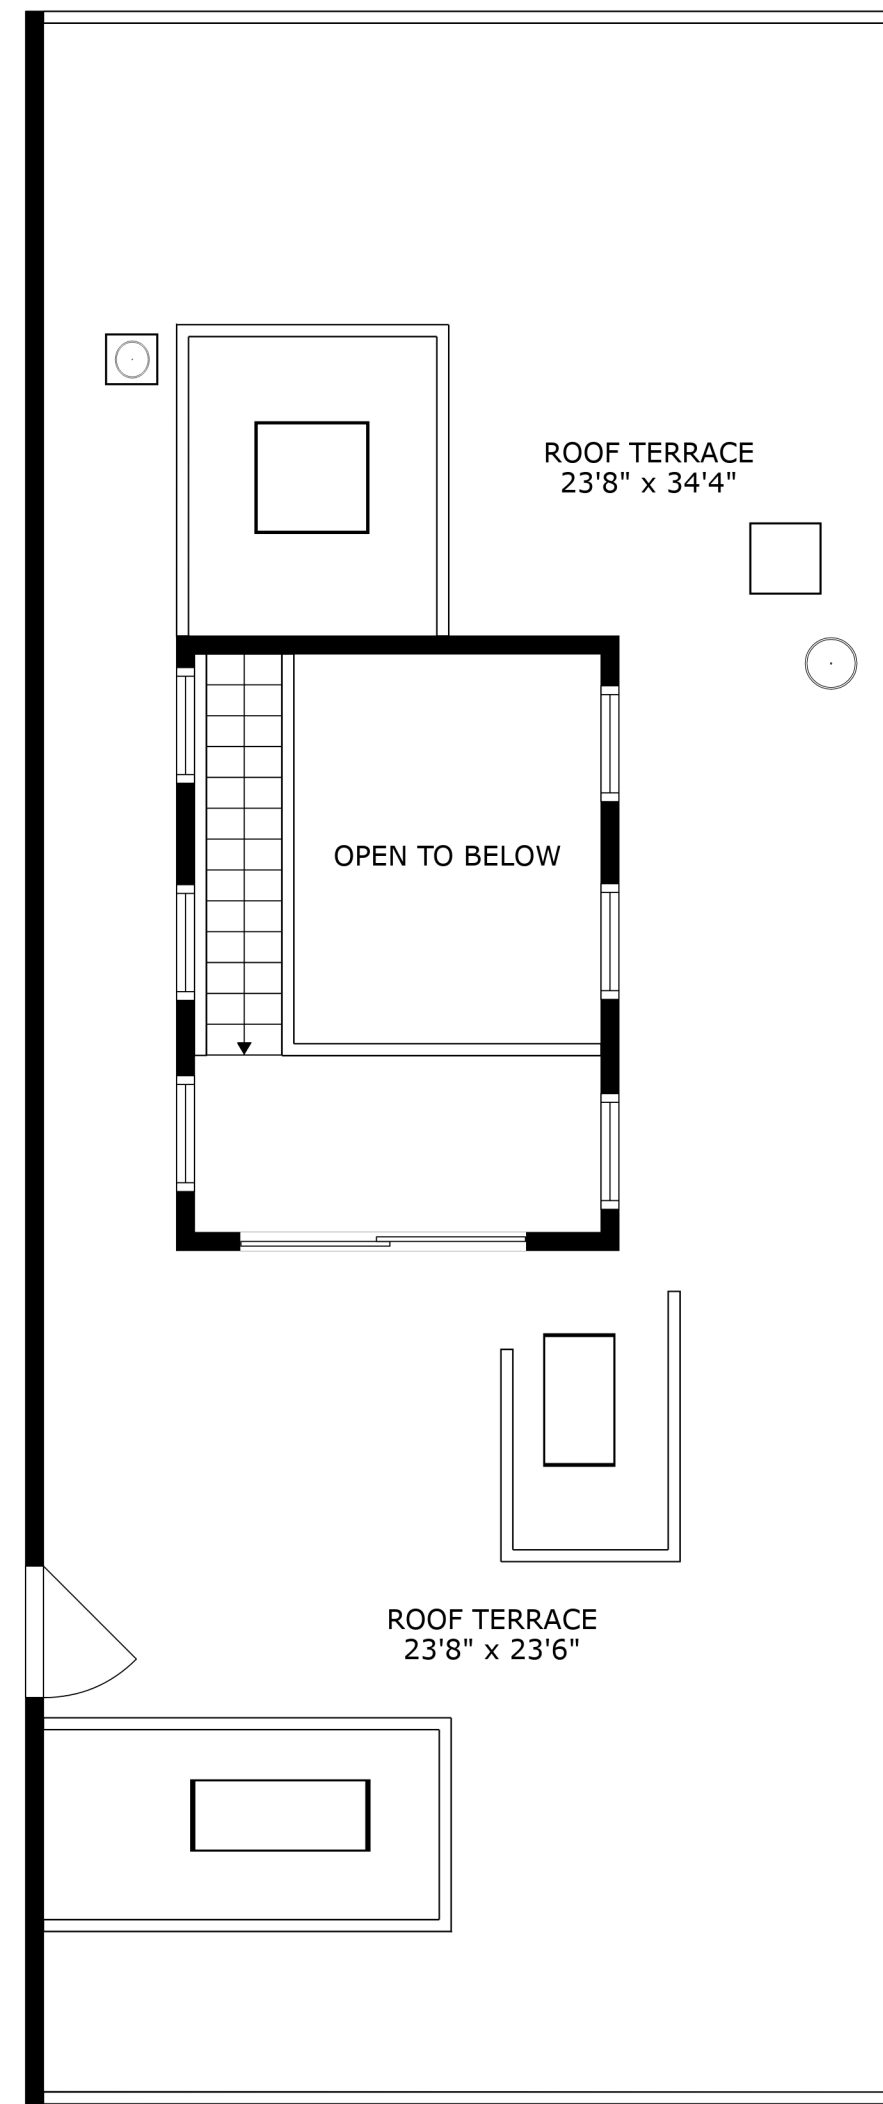 ROOF TERRACE
23'8" x 34'4"
OPEN TO BELOW
ROOF TERRACE
23'8" x 23'6"